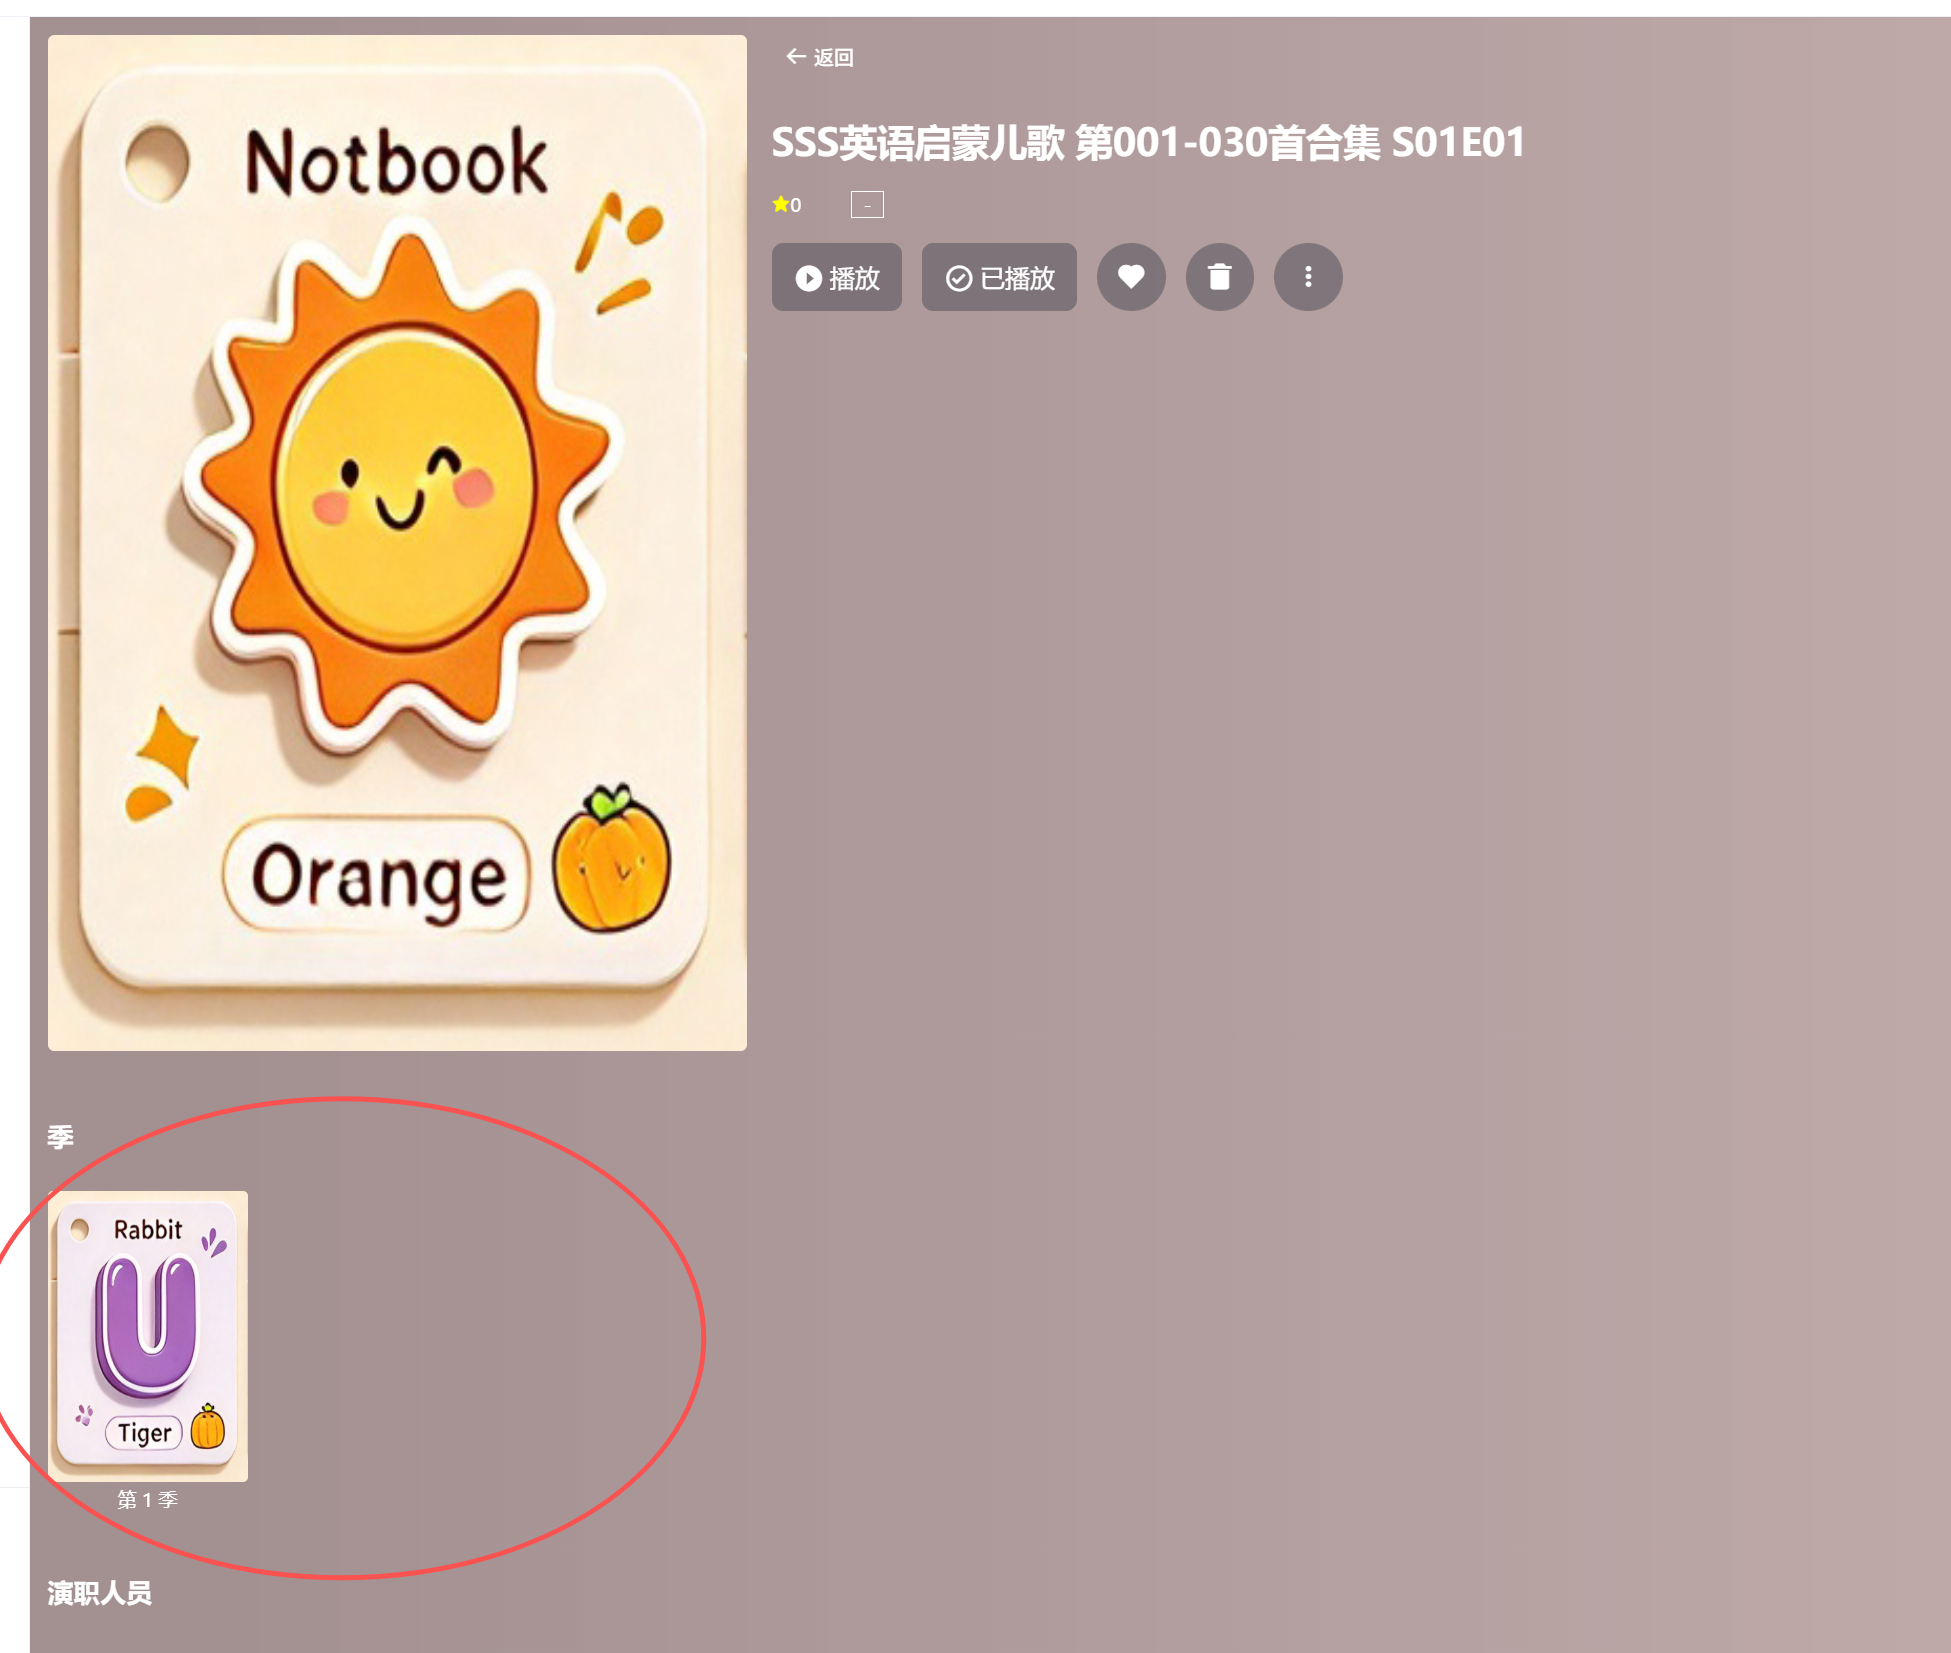 Notbook
Orange
返回
SSS英语启蒙儿歌 第001-030首合集 S01E01
0
-
播放
已播放
季
Rabbit
U
Tiger
第 1 季
演职人员